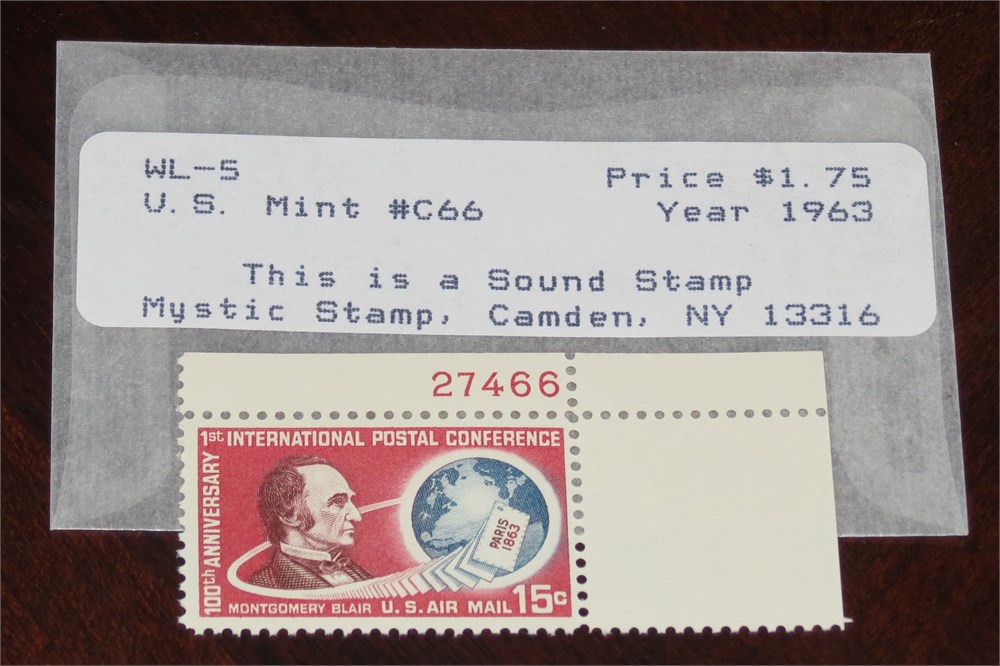 WL-5 Price $1.75
U.S. Mint #C66 Year 1963
This is a Sound Stamp
Mystic Stamp, Camden, NY 13316
27466
1st INTERNATIONAL POSTAL CONFERENCE
100th ANNIVERSARY
PARIS
1863
MONTGOMERY BLAIR U.S. AIR MAIL 15c